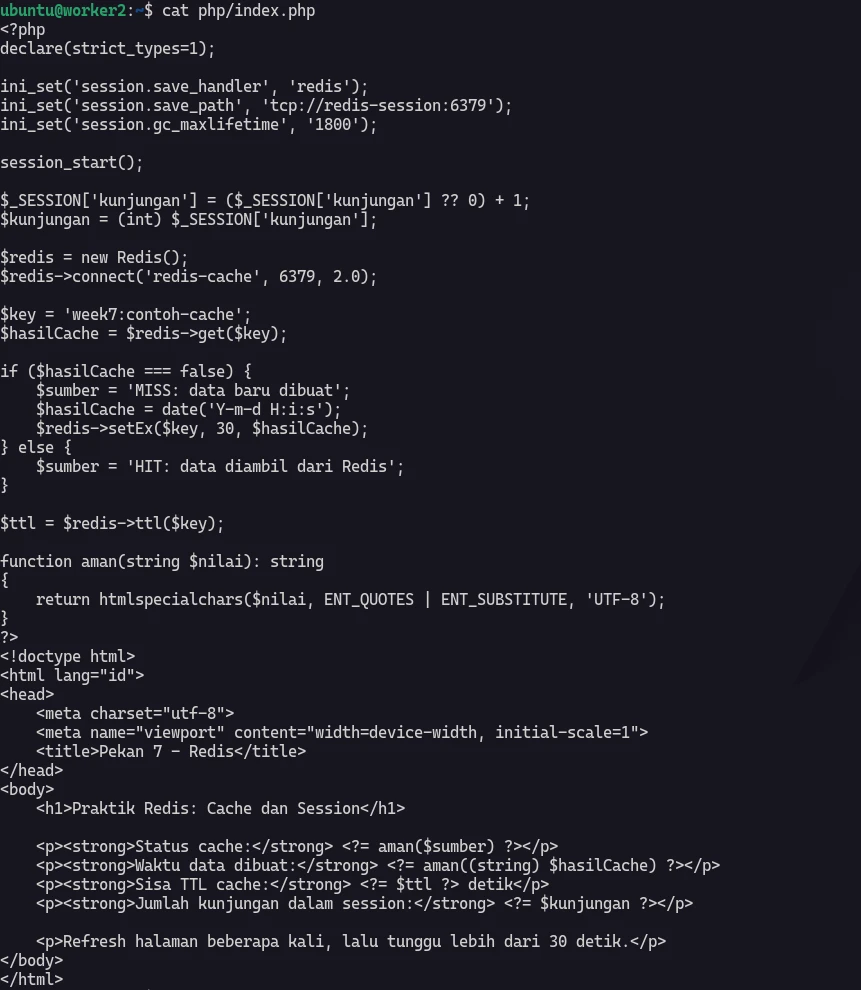 ubuntu@worker2:~$ cat php/index.php
<?php
declare(strict_types=1);

ini_set('session.save_handler', 'redis');
ini_set('session.save_path', 'tcp://redis-session:6379');
ini_set('session.gc_maxlifetime', '1800');

session_start();

$_SESSION['kunjungan'] = ($_SESSION['kunjungan'] ?? 0) + 1;
$kunjungan = (int) $_SESSION['kunjungan'];

$redis = new Redis();
$redis->connect('redis-cache', 6379, 2.0);

$key = 'week7:contoh-cache';
$hasilCache = $redis->get($key);

if ($hasilCache === false) {
    $sumber = 'MISS: data baru dibuat';
    $hasilCache = date('Y-m-d H:i:s');
    $redis->setEx($key, 30, $hasilCache);
} else {
    $sumber = 'HIT: data diambil dari Redis';
}

$ttl = $redis->ttl($key);

function aman(string $nilai): string
{
    return htmlspecialchars($nilai, ENT_QUOTES | ENT_SUBSTITUTE, 'UTF-8');
}
?>
<!doctype html>
<html lang="id">
<head>
    <meta charset="utf-8">
    <meta name="viewport" content="width=device-width, initial-scale=1">
    <title>Pekan 7 - Redis</title>
</head>
<body>
    <h1>Praktik Redis: Cache dan Session</h1>

    <p><strong>Status cache:</strong> <?= aman($sumber) ?></p>
    <p><strong>Waktu data dibuat:</strong> <?= aman((string) $hasilCache) ?></p>
    <p><strong>Sisa TTL cache:</strong> <?= $ttl ?> detik</p>
    <p><strong>Jumlah kunjungan dalam session:</strong> <?= $kunjungan ?></p>

    <p>Refresh halaman beberapa kali, lalu tunggu lebih dari 30 detik.</p>
</body>
</html>